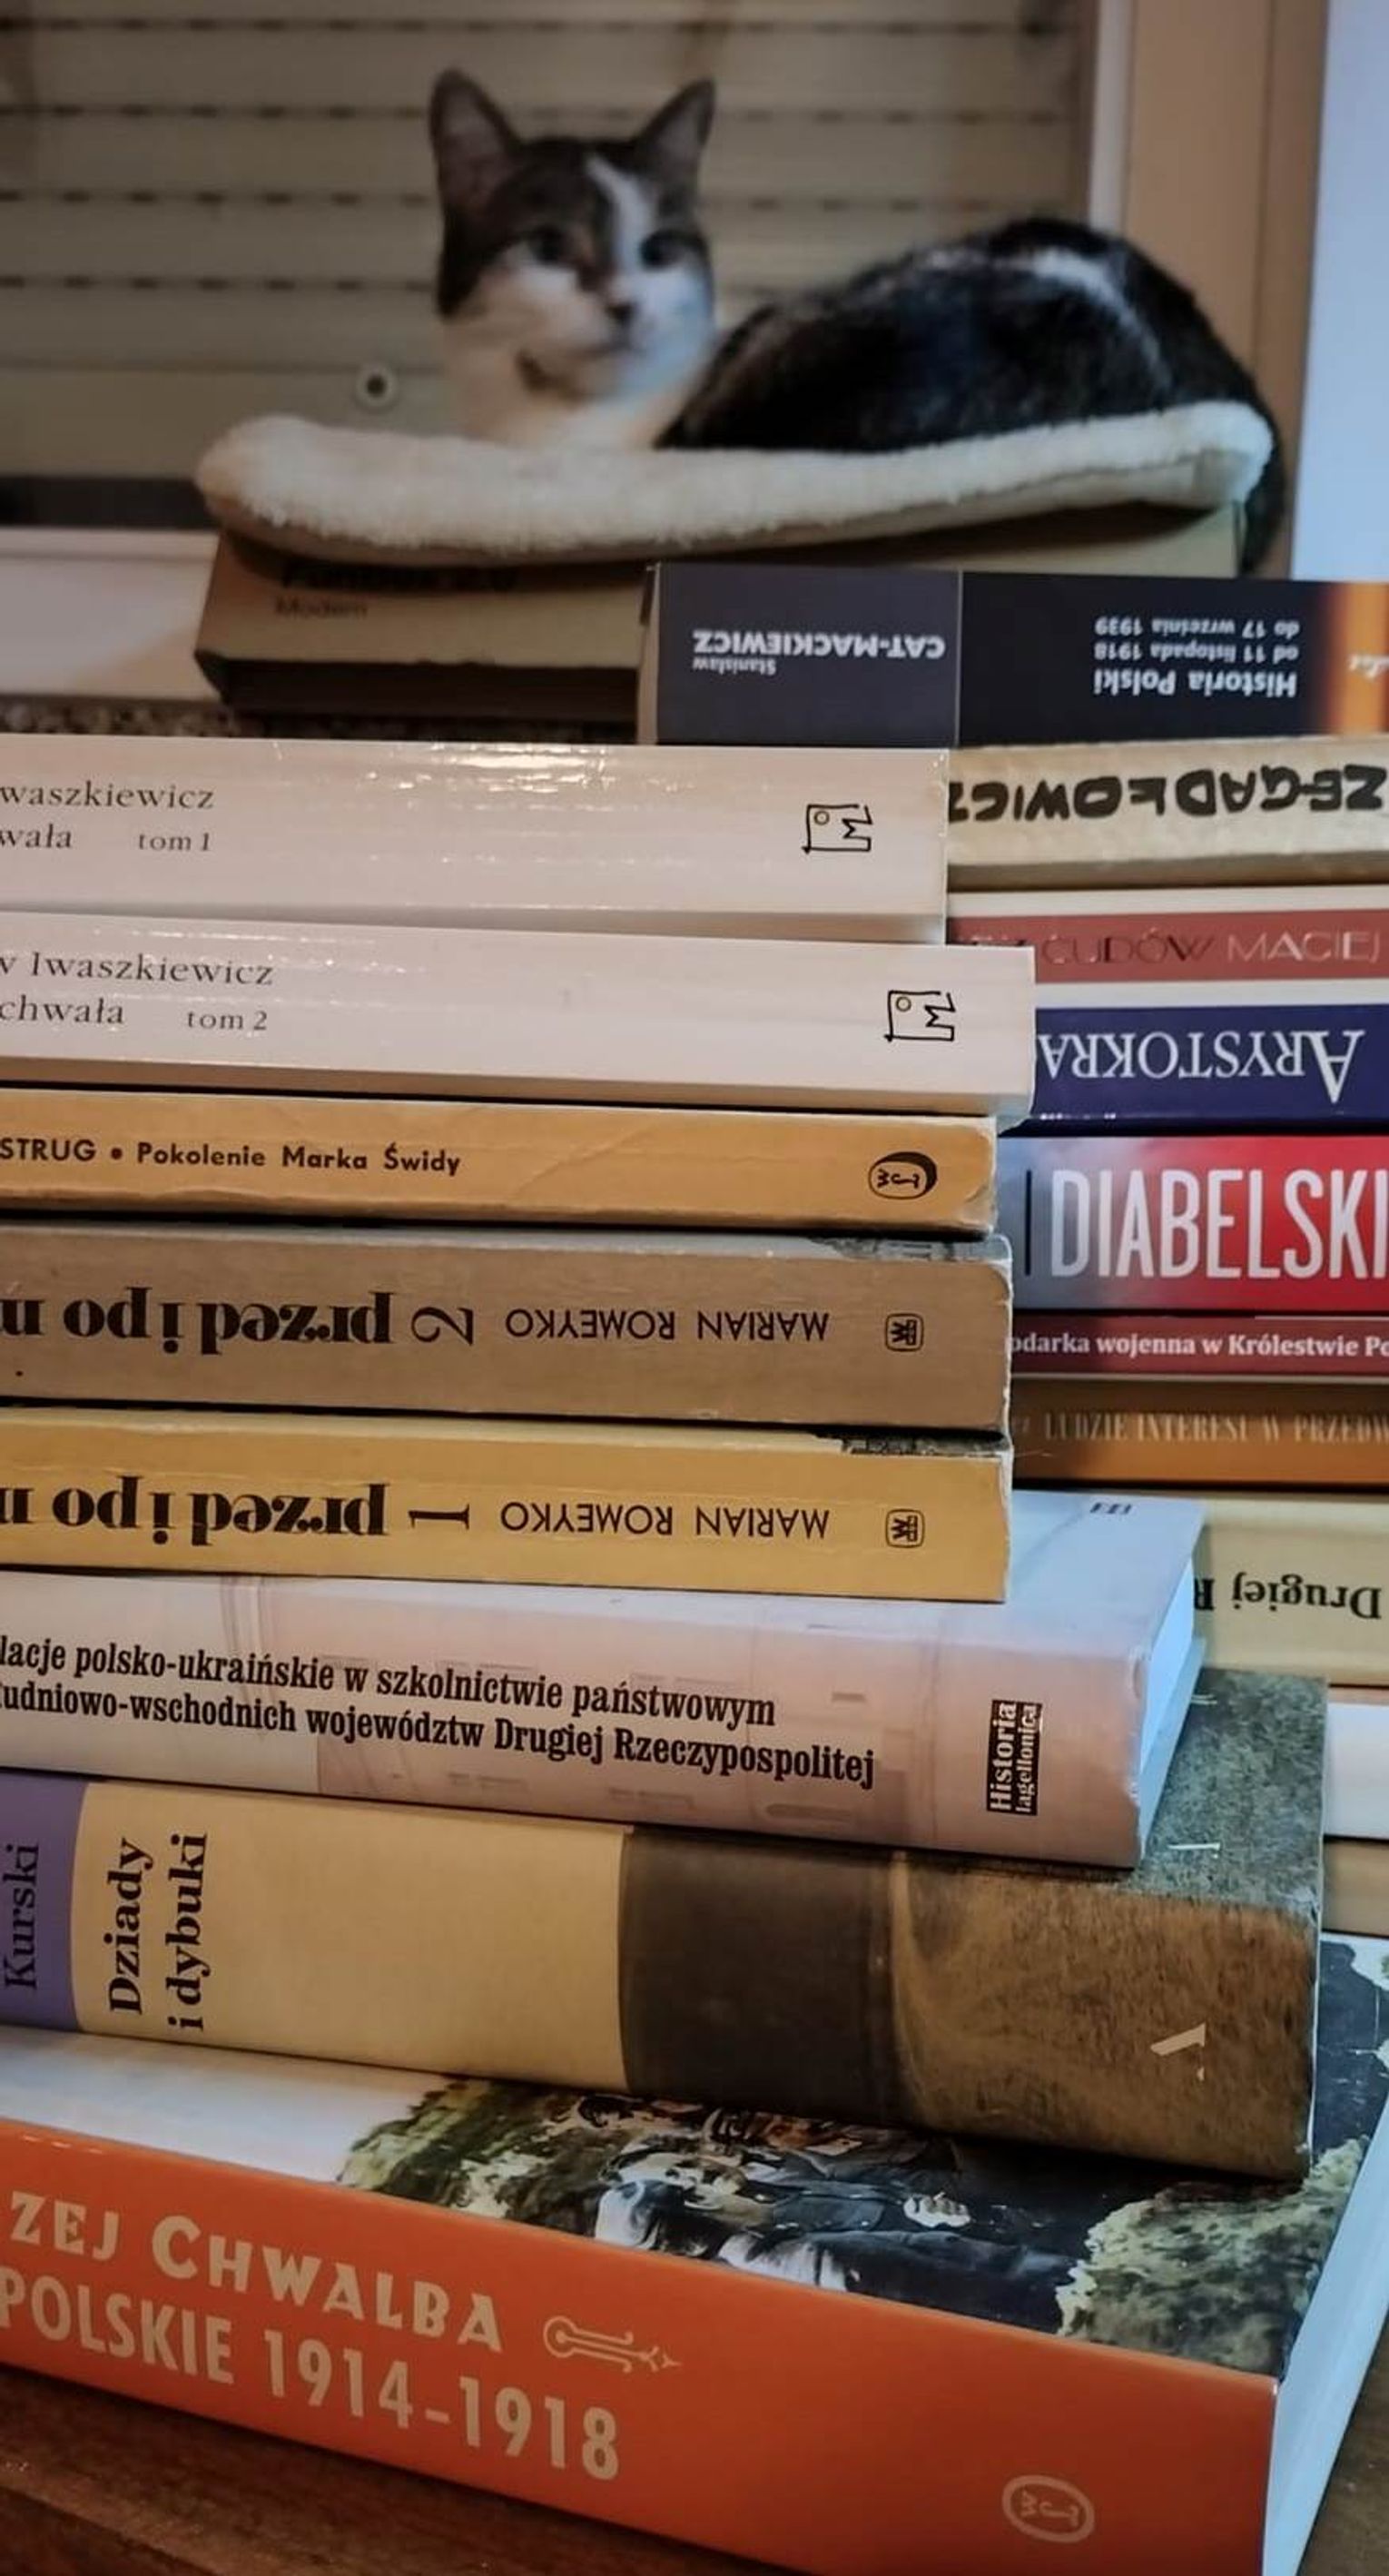 Modern
Stanisław
CAT-MACKIEWICZ
Historia Polski
od 11 listopada 1918
do 17 września 1939
waszkiewicz
wała tom 1
ZEGADŁOWICZ
CUDÓW MACIEJ
w Iwaszkiewicz
chwała tom 2
ARYSTOKRA
STRUG • Pokolenie Marka Świdy
DIABELSKI
MARIAN ROMEYKO 2 przed i po m
odarka wojenna w Królestwie Po
LUDZIE INTERESU W PRZEDW
MARIAN ROMEYKO 1 przed i po m
Drugiej R
lacje polsko-ukraińskie w szkolnictwie państwowym
łudniowo-wschodnich województw Drugiej Rzeczypospolitej
Historia
Iagellonica
Kurski
Dziady
i dybuki
A
ZEJ CHWALBA
POLSKIE 1914-1918